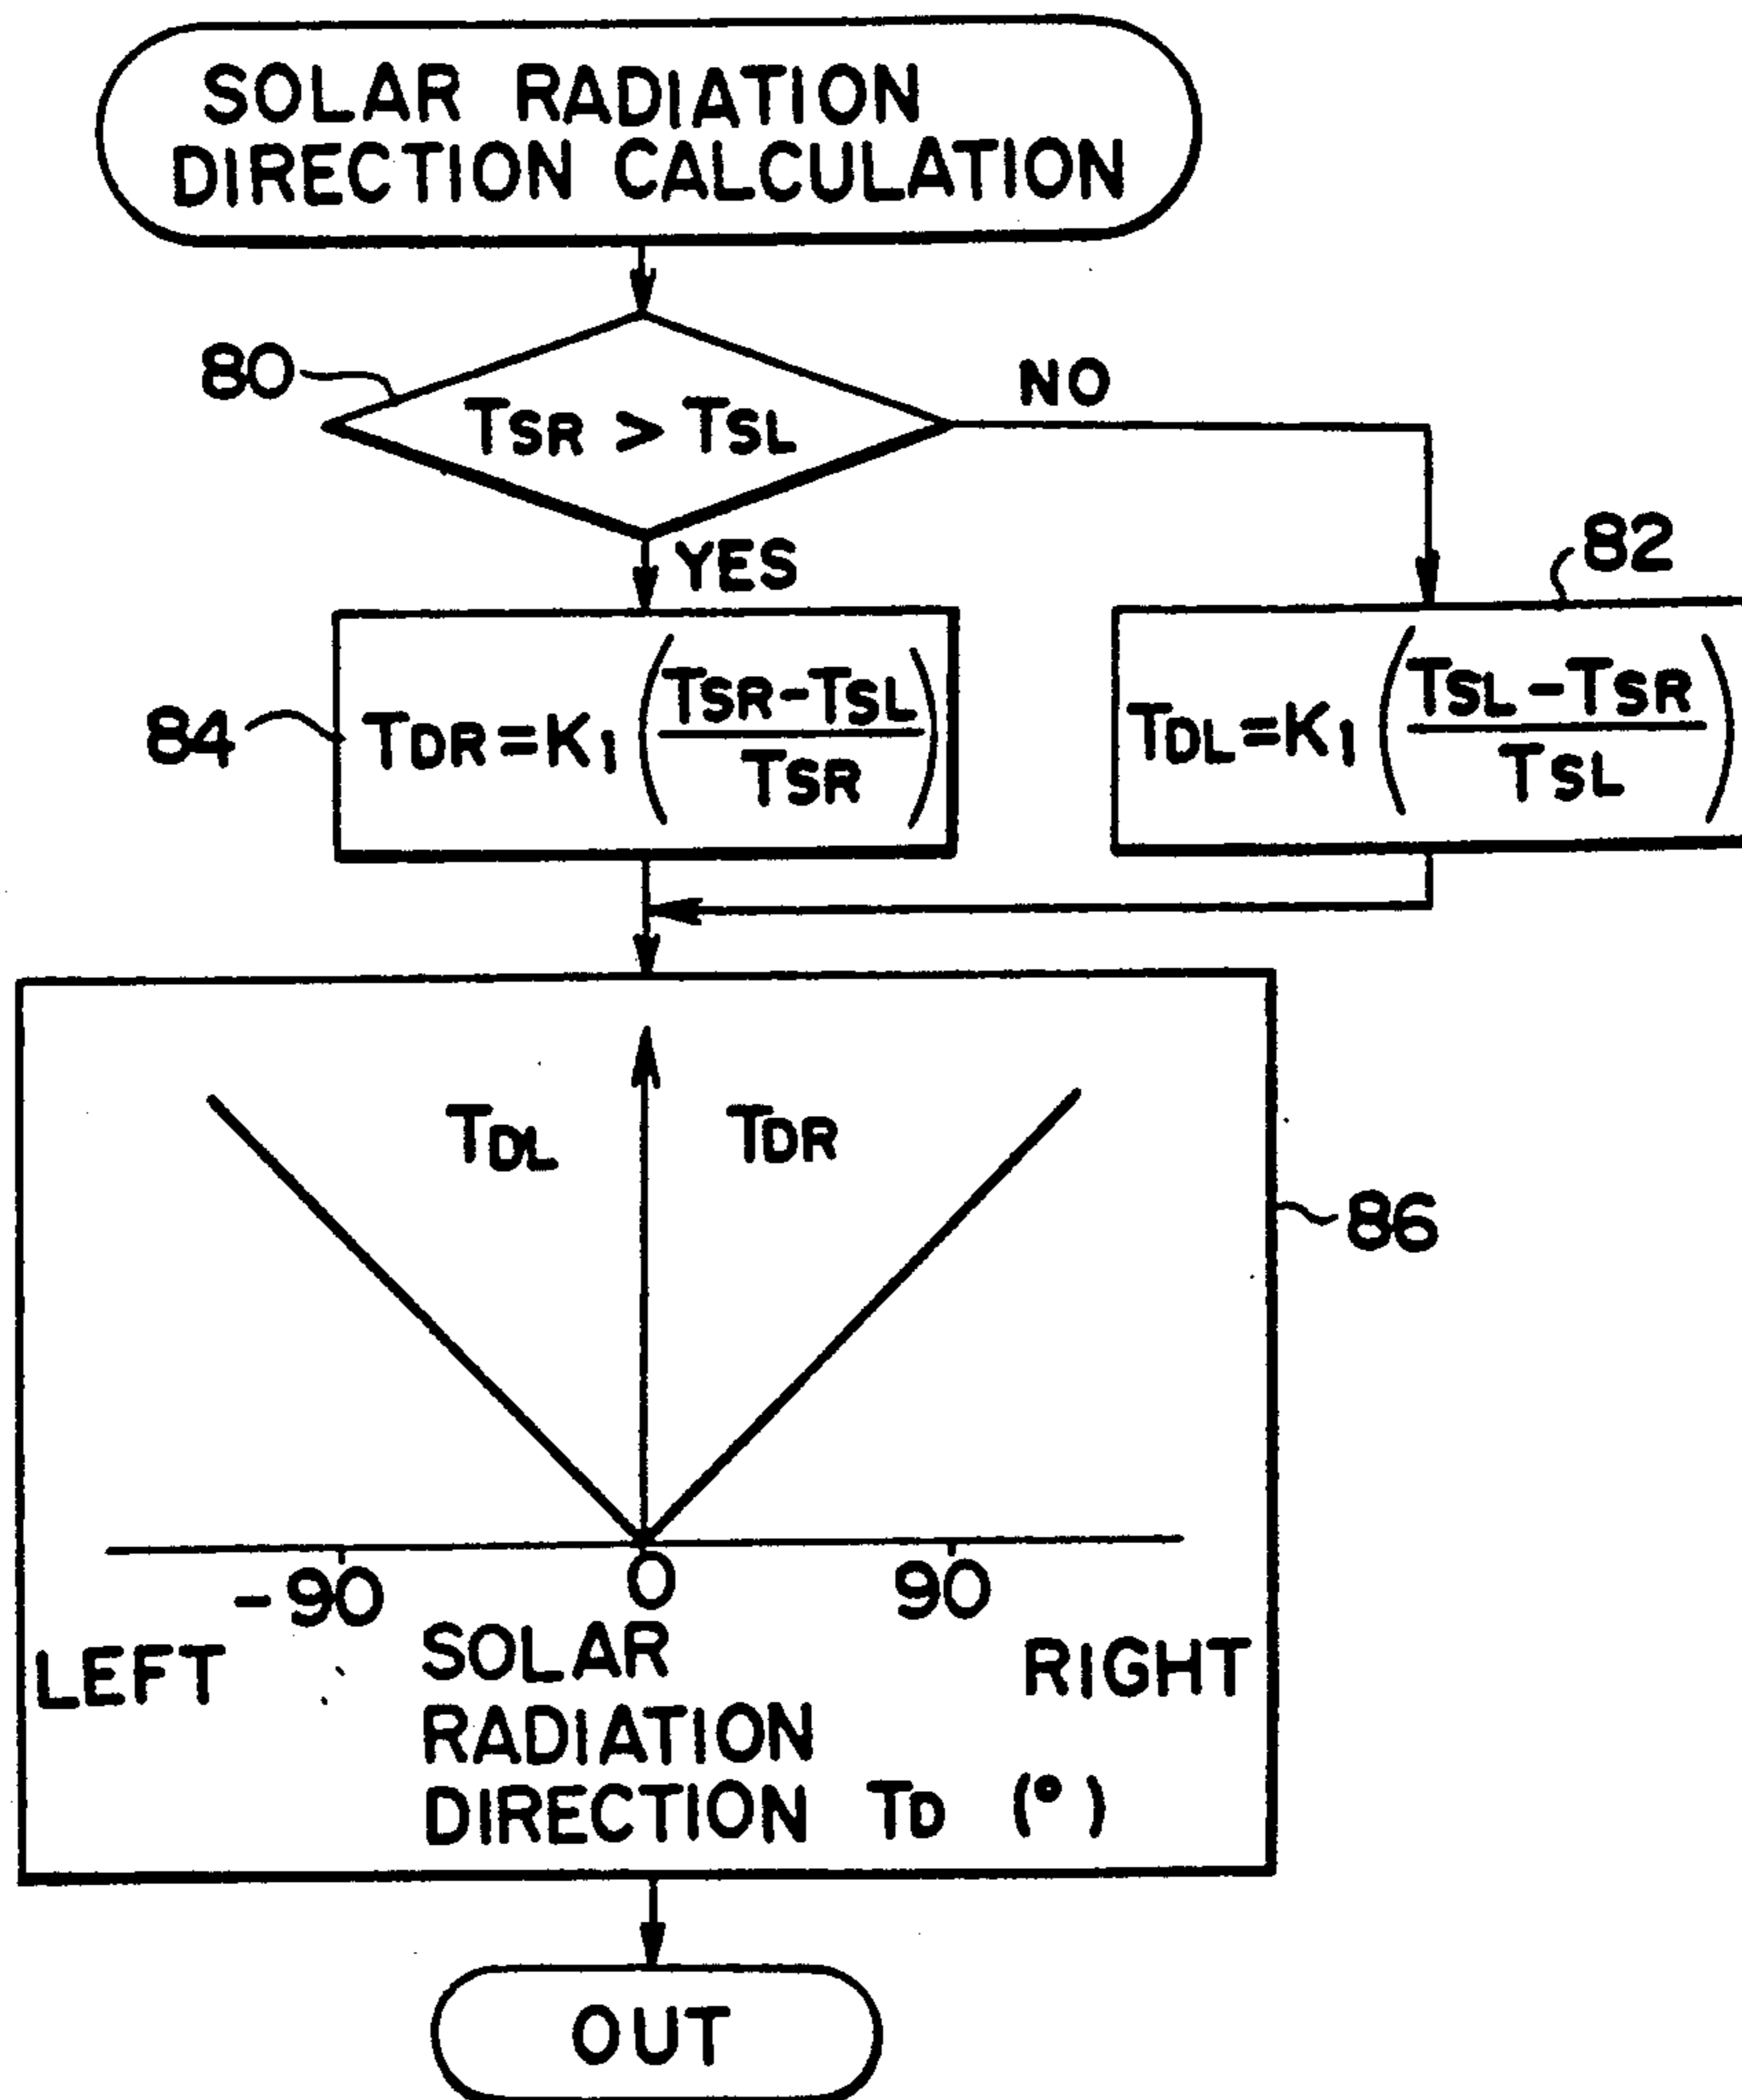 SOLAR RADIATION
DIRECTION CALCULATION
80
TSR > TSL
NO
YES
82
84
TDR=K1(TSR-TSL/TSR)
TDL=K1(TSL-TSR/TSL)
TDL
TDR
86
-90
0
90
LEFT
SOLAR
RADIATION
DIRECTION TD (°)
RIGHT
OUT